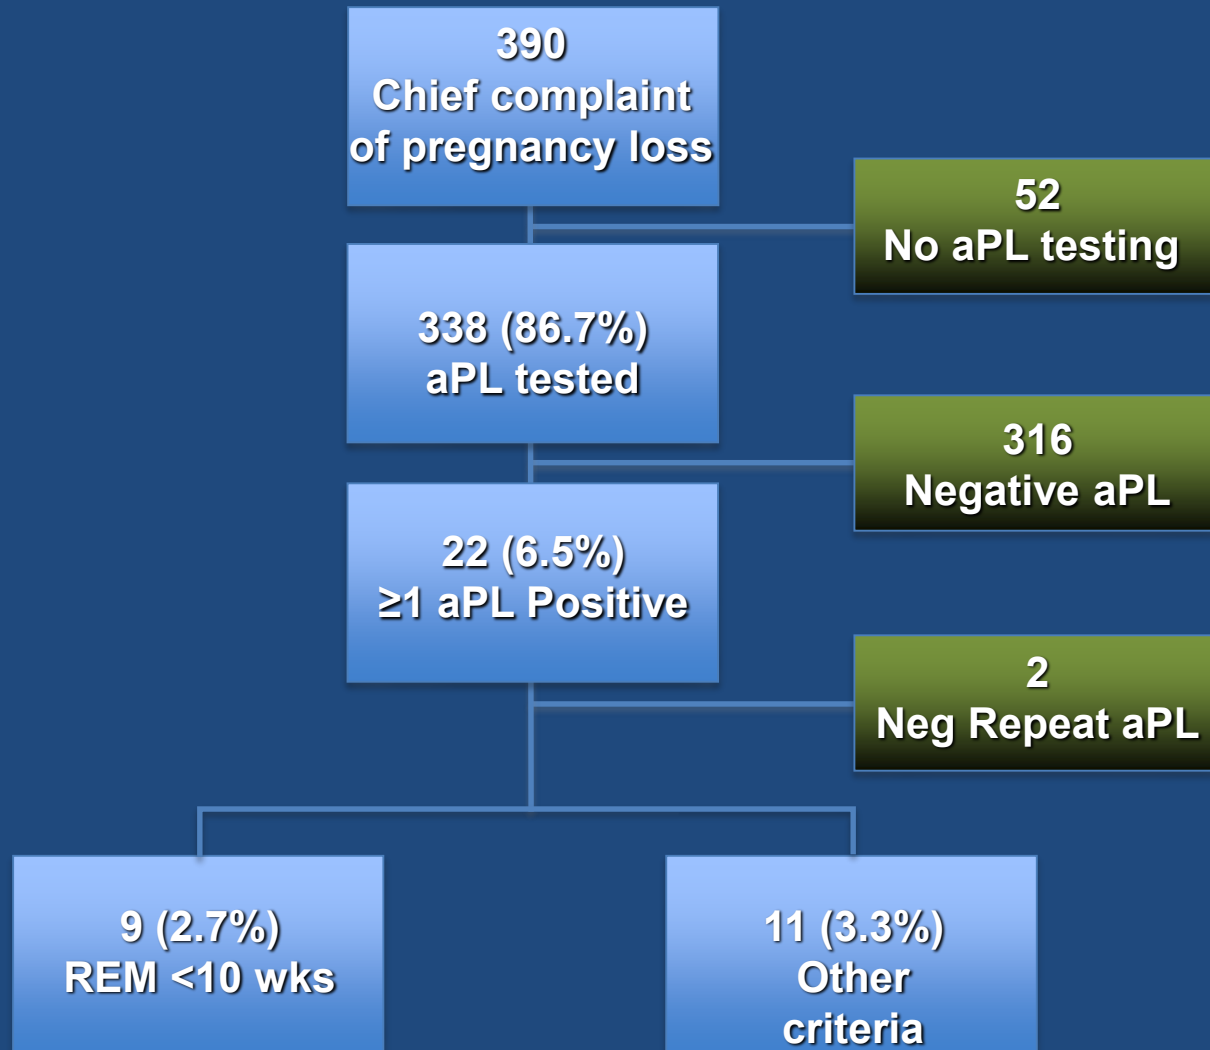 390
Chief complaint
of pregnancy loss
52
No aPL testing
338 (86.7%)
aPL tested
316
Negative aPL
22 (6.5%)
≥1 aPL Positive
2
Neg Repeat aPL
9 (2.7%)
REM <10 wks
11 (3.3%)
Other
criteria